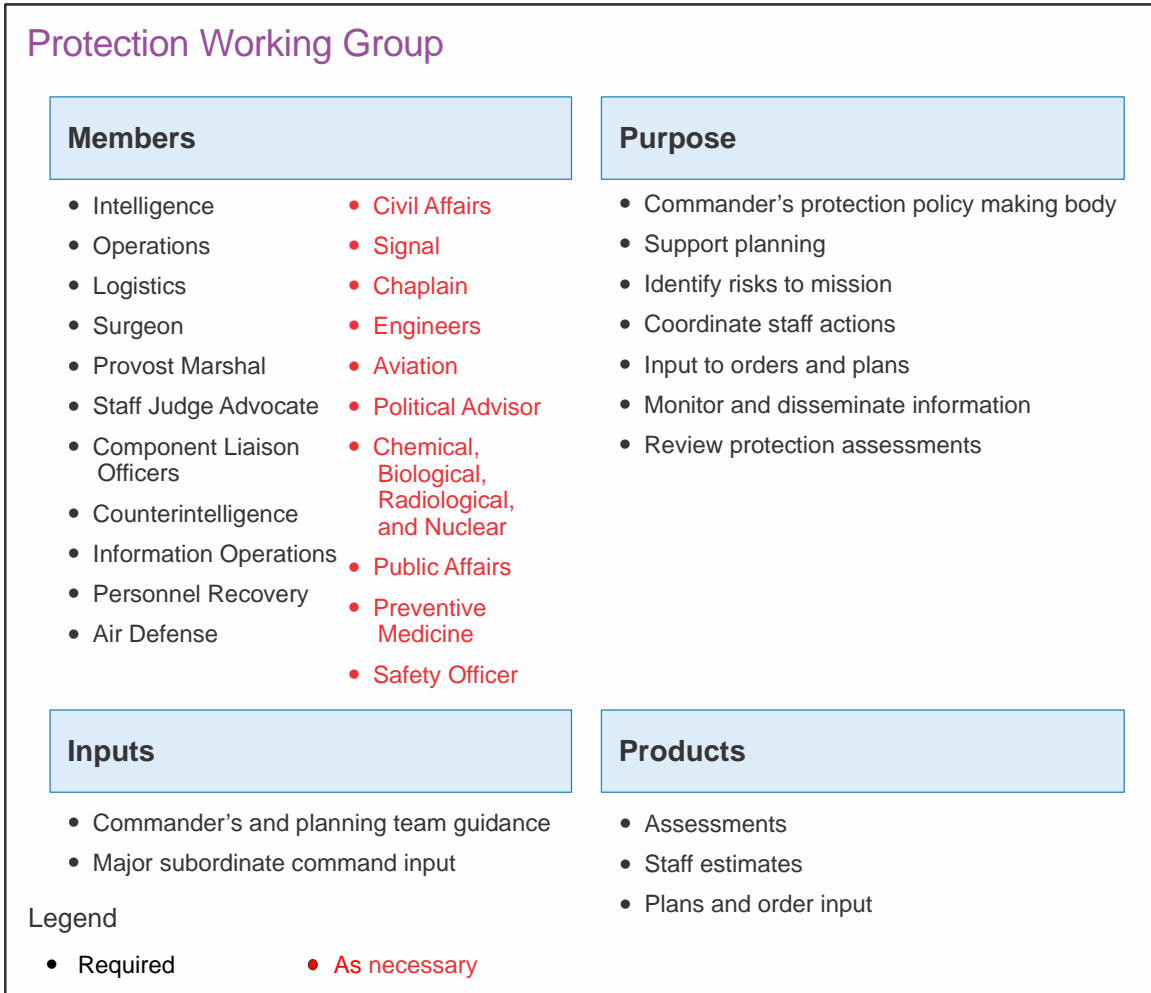 Protection Working Group
Members
• Intelligence
• Operations
• Logistics
• Surgeon
• Provost Marshal
• Staff Judge Advocate
• Component Liaison
Officers
• Counterintelligence
• Information Operations
• Personnel Recovery
• Air Defense
• Civil Affairs
• Signal
• Chaplain
• Engineers
• Aviation
• Political Advisor
• Chemical,
Biological,
Radiological,
and Nuclear
• Public Affairs
• Preventive
Medicine
• Safety Officer
Purpose
• Commander’s protection policy making body
• Support planning
• Identify risks to mission
• Coordinate staff actions
• Input to orders and plans
• Monitor and disseminate information
• Review protection assessments
Inputs
• Commander’s and planning team guidance
• Major subordinate command input
Products
• Assessments
• Staff estimates
• Plans and order input
Legend
• Required
• As necessary